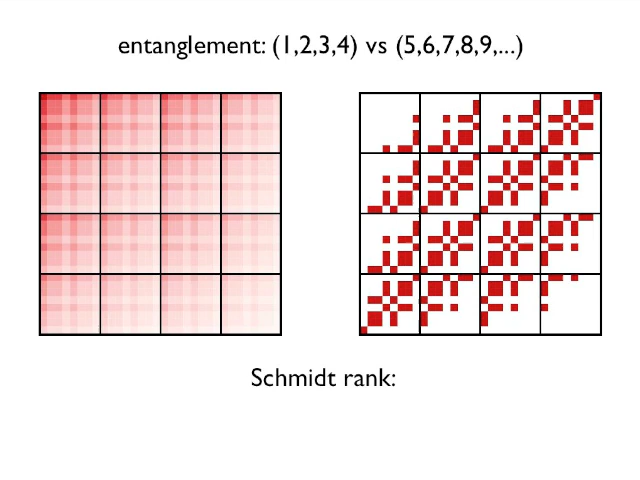 entanglement: (1,2,3,4) vs (5,6,7,8,9,...)
Schmidt rank: